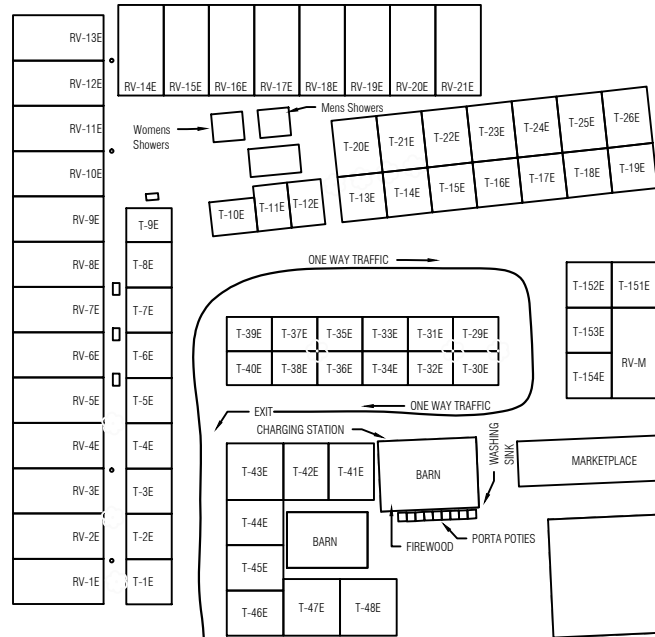 RV-13E
RV-12E
RV-11E
RV-10E
RV-9E
RV-8E
RV-7E
RV-6E
RV-5E
RV-4E
RV-3E
RV-2E
RV-1E
RV-14E
RV-15E
RV-16E
RV-17E
RV-18E
RV-19E
RV-20E
RV-21E
Womens
Showers
Mens Showers
T-9E
T-8E
T-7E
T-6E
T-5E
T-4E
T-3E
T-2E
T-1E
T-10E
T-11E
T-12E
T-20E
T-21E
T-22E
T-23E
T-24E
T-25E
T-26E
T-13E
T-14E
T-15E
T-16E
T-17E
T-18E
T-19E
ONE WAY TRAFFIC
T-39E
T-37E
T-35E
T-33E
T-31E
T-29E
T-40E
T-38E
T-36E
T-34E
T-32E
T-30E
T-152E
T-151E
T-153E
T-154E
RV-M
ONE WAY TRAFFIC
EXIT
CHARGING STATION
T-43E
T-42E
T-41E
T-44E
T-45E
T-46E
T-47E
T-48E
BARN
BARN
WASHING
SINK
MARKETPLACE
PORTA POTIES
FIREWOOD